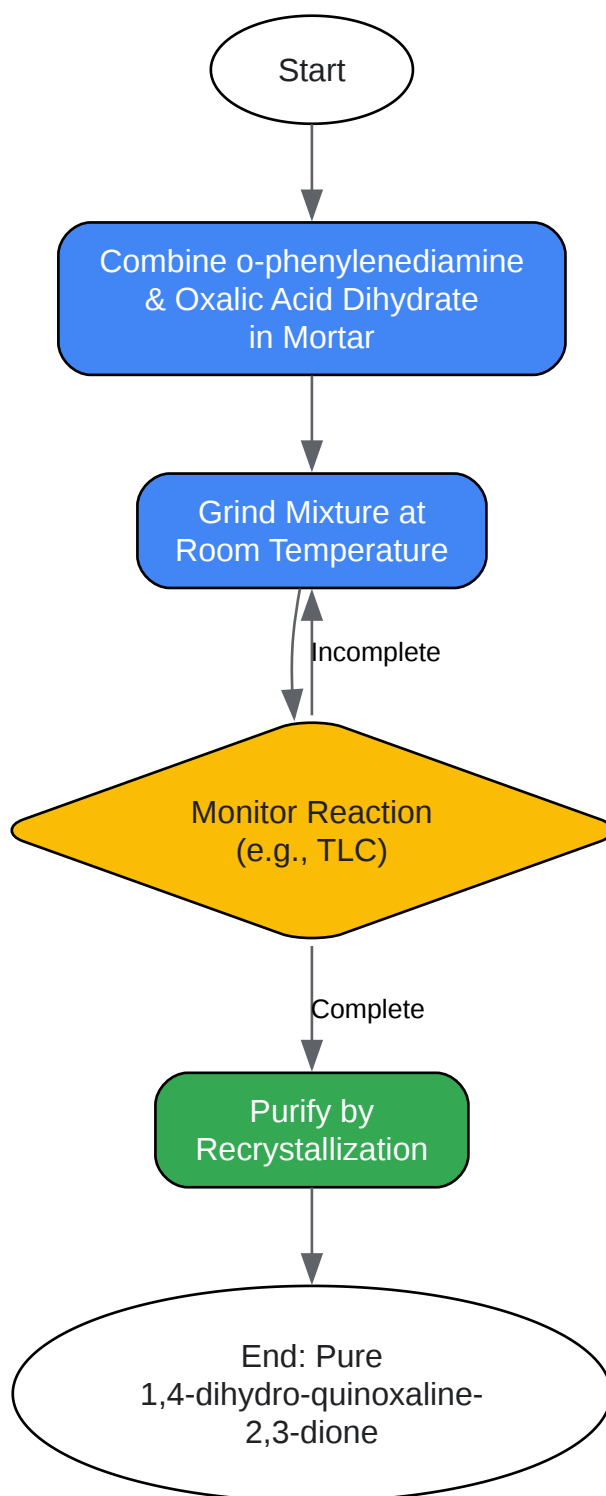 Start
Combine o-phenylenediamine
& Oxalic Acid Dihydrate
in Mortar
Grind Mixture at
Room Temperature
Incomplete
Monitor Reaction
(e.g., TLC)
Complete
Purify by
Recrystallization
End: Pure
1,4-dihydro-quinoxaline-
2,3-dione